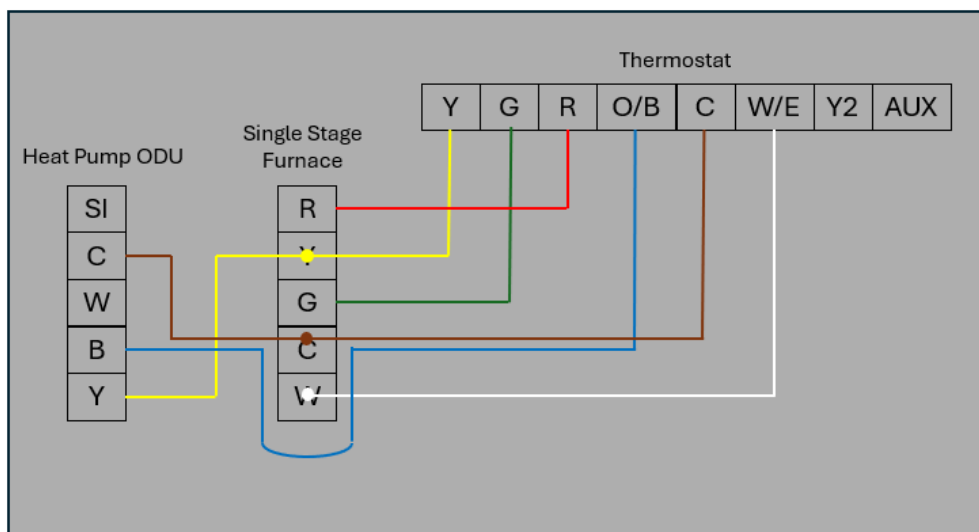 Thermostat
Y G R O/B C W/E Y2 AUX
Single Stage
Furnace
Heat Pump ODU
SI
C
W
B
Y
R
Y
G
C
W